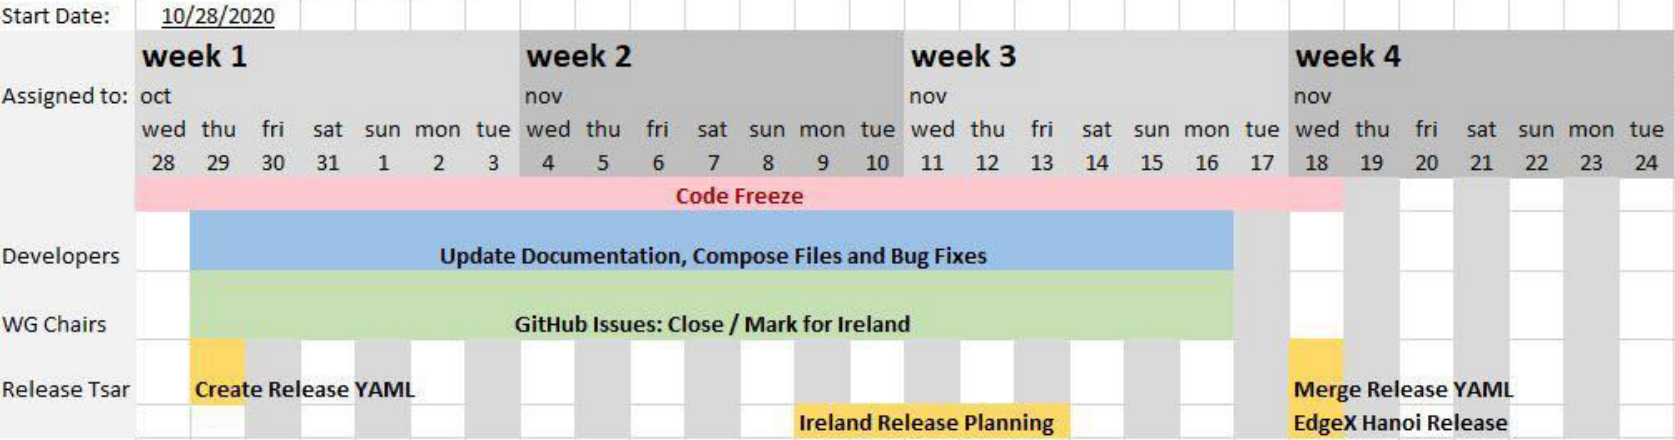 Start Date: 10/28/2020
week 1 week 2 week 3 week 4
Assigned to: oct nov nov nov
wed thu fri sat sun mon tue wed thu fri sat sun mon tue wed thu fri sat sun mon tue wed thu fri sat sun mon tue
28 29 30 31 1 2 3 4 5 6 7 8 9 10 11 12 13 14 15 16 17 18 19 20 21 22 23 24
Code Freeze
Developers Update Documentation, Compose Files and Bug Fixes
WG Chairs GitHub Issues: Close / Mark for Ireland
Release Tsar Create Release YAML Merge Release YAML
Ireland Release Planning EdgeX Hanoi Release